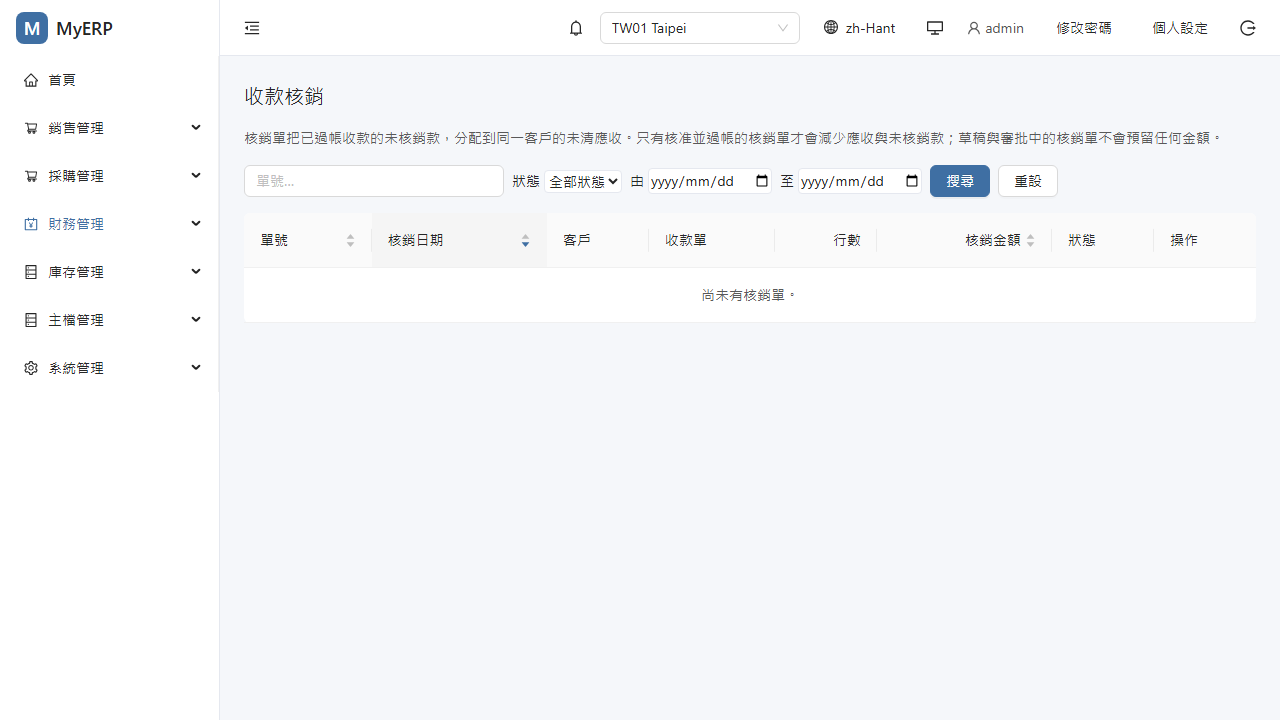 M MyERP
TW01 Taipei
zh-Hant
admin
修改密碼
個人設定
首頁
銷售管理
採購管理
財務管理
庫存管理
主檔管理
系統管理
收款核銷
核銷單把已過帳收款的未核銷款，分配到同一客戶的未清應收。只有核准並過帳的核銷單才會減少應收與未核銷款；草稿與審批中的核銷單不會預留任何金額。
單號... 狀態 全部狀態 由 yyyy/mm/dd 至 yyyy/mm/dd 搜尋 重設
單號 核銷日期 客戶 收款單 行數 核銷金額 狀態 操作
尚未有核銷單。